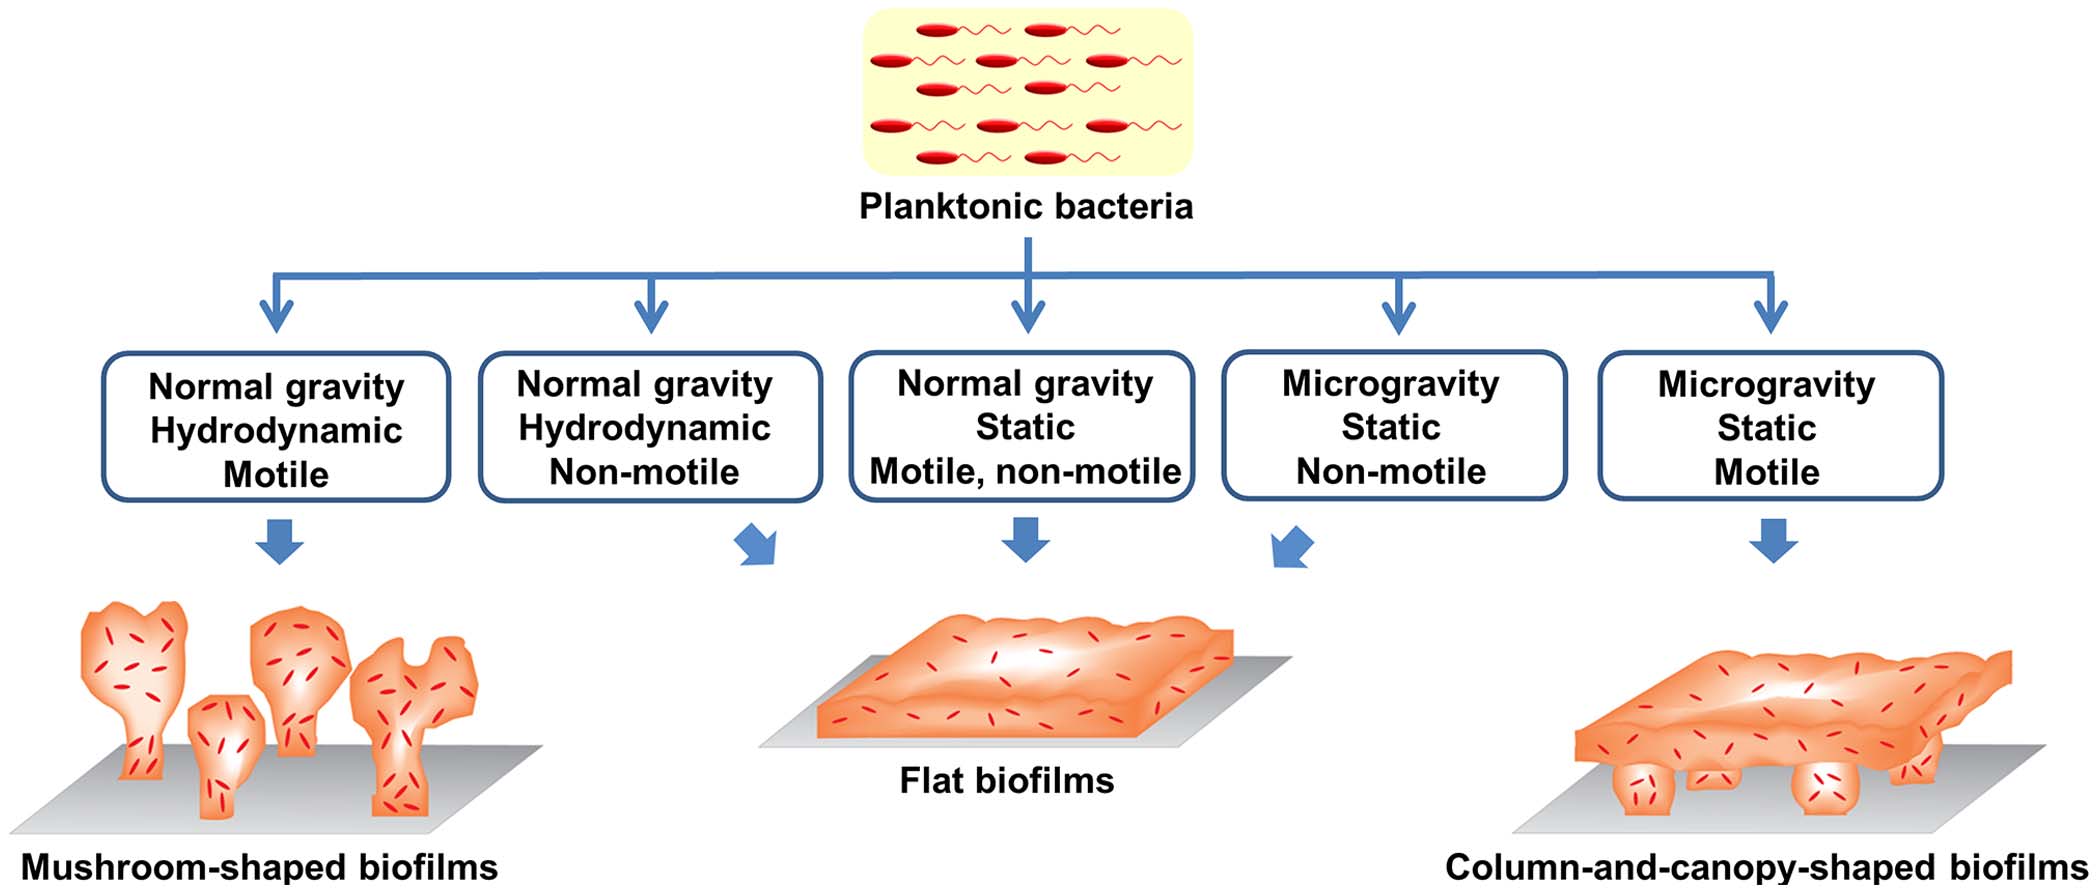 Planktonic bacteria
Normal gravity
Hydrodynamic
Motile
Normal gravity
Hydrodynamic
Non-motile
Normal gravity
Static
Motile, non-motile
Microgravity
Static
Non-motile
Microgravity
Static
Motile
Mushroom-shaped biofilms
Flat biofilms
Column-and-canopy-shaped biofilms